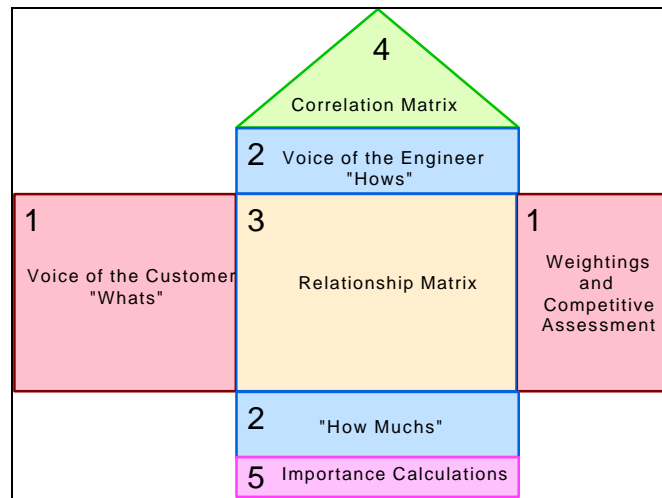 4
Correlation Matrix
2
Voice of the Engineer
"Hows"
1
Voice of the Customer
"Whats"
3
Relationship Matrix
1
Weightings
and
Competitive
Assessment
2
"How Muchs"
5
Importance Calculations